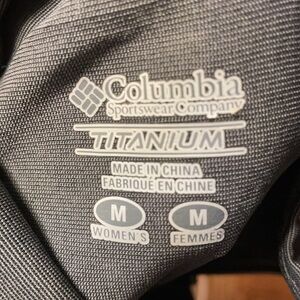 Columbia
Sportswear Company
TITANIUM
MADE IN CHINA
FABRIQUÉ EN CHINE
M M
WOMEN'S FEMMES